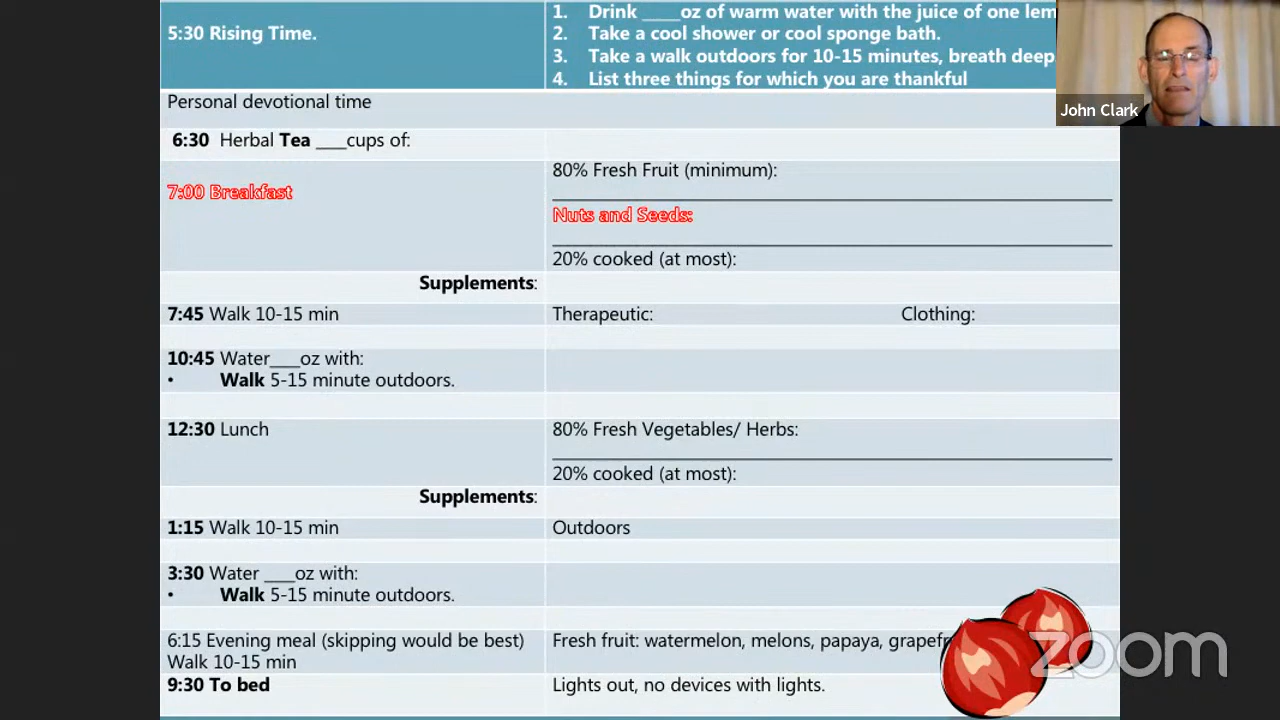 5:30 Rising Time.
1. Drink ____oz of warm water with the juice of one lem
2. Take a cool shower or cool sponge bath.
3. Take a walk outdoors for 10-15 minutes, breath deep
4. List three things for which you are thankful
John Clark
Personal devotional time
6:30 Herbal Tea ___cups of:
7:00 Breakfast
80% Fresh Fruit (minimum):
Nuts and Seeds:
20% cooked (at most):
Supplements:
7:45 Walk 10-15 min
Therapeutic: Clothing:
10:45 Water___oz with:
• Walk 5-15 minute outdoors.
12:30 Lunch
80% Fresh Vegetables/ Herbs:
20% cooked (at most):
Supplements:
1:15 Walk 10-15 min
Outdoors
3:30 Water ___oz with:
• Walk 5-15 minute outdoors.
6:15 Evening meal (skipping would be best)
Walk 10-15 min
Fresh fruit: watermelon, melons, papaya, grapefr
9:30 To bed
Lights out, no devices with lights.
zoom